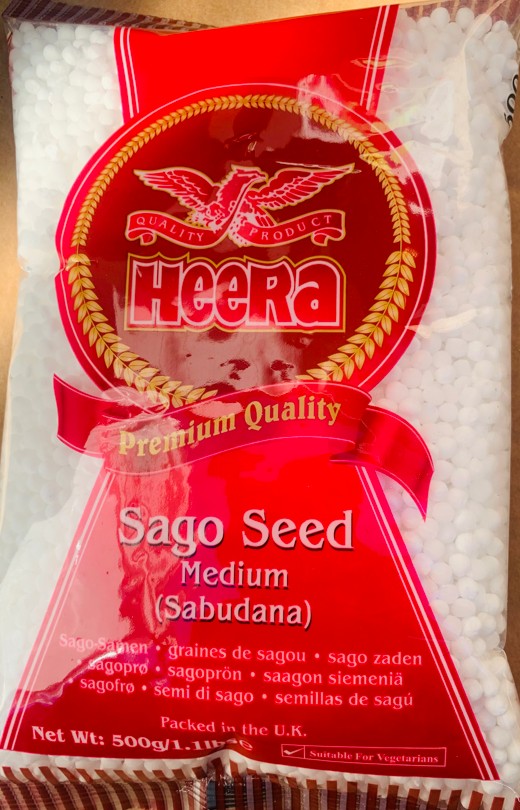 QUALITY PRODUCT
HEERA
Premium Quality
Sago Seed
Medium
(Sabudana)
Sago-Samen • graines de sagou • sago zaden
• sagoprø • sagoprön • saagon siemeniä
• sagofrø • semi di sago • semillas de sagú
Packed in the U.K.
Net Wt: 500g/1.1lbs
Suitable For Vegetarians